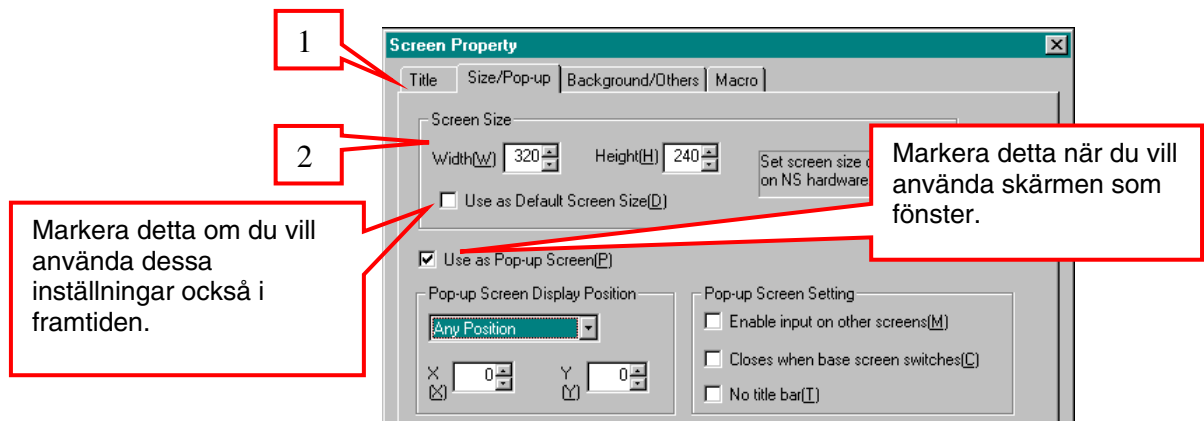 1
Screen Property
Title Size/Pop-up Background/Others Macro
Screen Size
2
Width(W) 320 Height(H) 240
Set screen size
on NS hardware
Use as Default Screen Size(D)
Markera detta när du vill
använda skärmen som
fönster.
Markera detta om du vill
använda dessa
inställningar också i
framtiden.
Use as Pop-up Screen(P)
Pop-up Screen Display Position
Any Position
X
(X) 0
Y
(Y) 0
Pop-up Screen Setting
Enable input on other screens(M)
Closes when base screen switches(C)
No title bar(T)